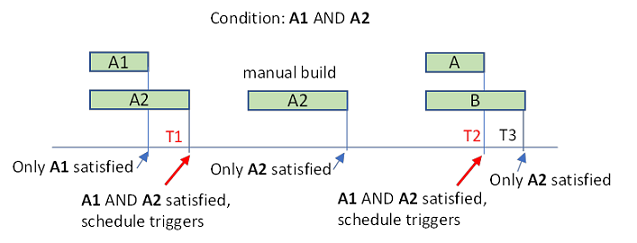 Condition: A1 AND A2
A1
A
manual build
A2
A2
B
T1
T2
T3
Only A1 satisfied
Only A2 satisfied
Only A2 satisfied
A1 AND A2 satisfied,
schedule triggers
A1 AND A2 satisfied,
schedule triggers